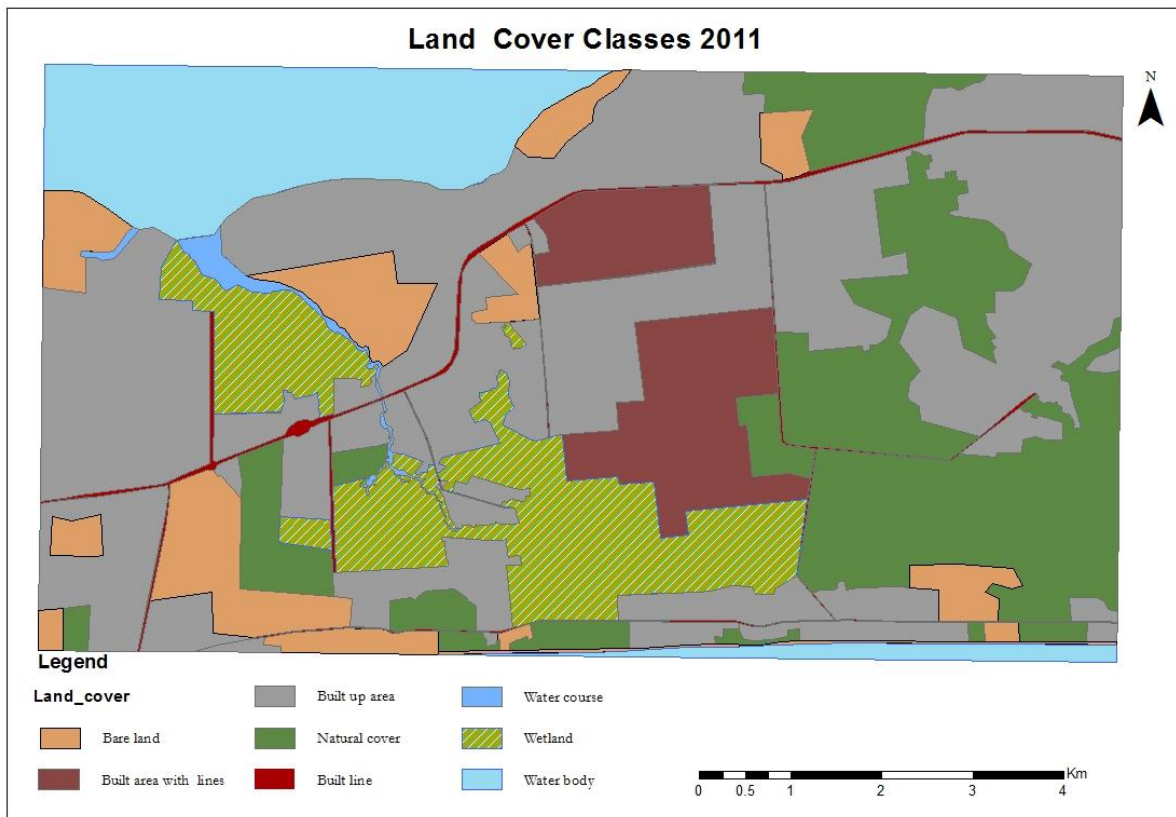 Land Cover Classes 2011
N
Legend
Land_cover
Bare land
Built area with lines
Built up area
Natural cover
Built line
Water course
Wetland
Water body
Km
0 0.5 1 2 3 4